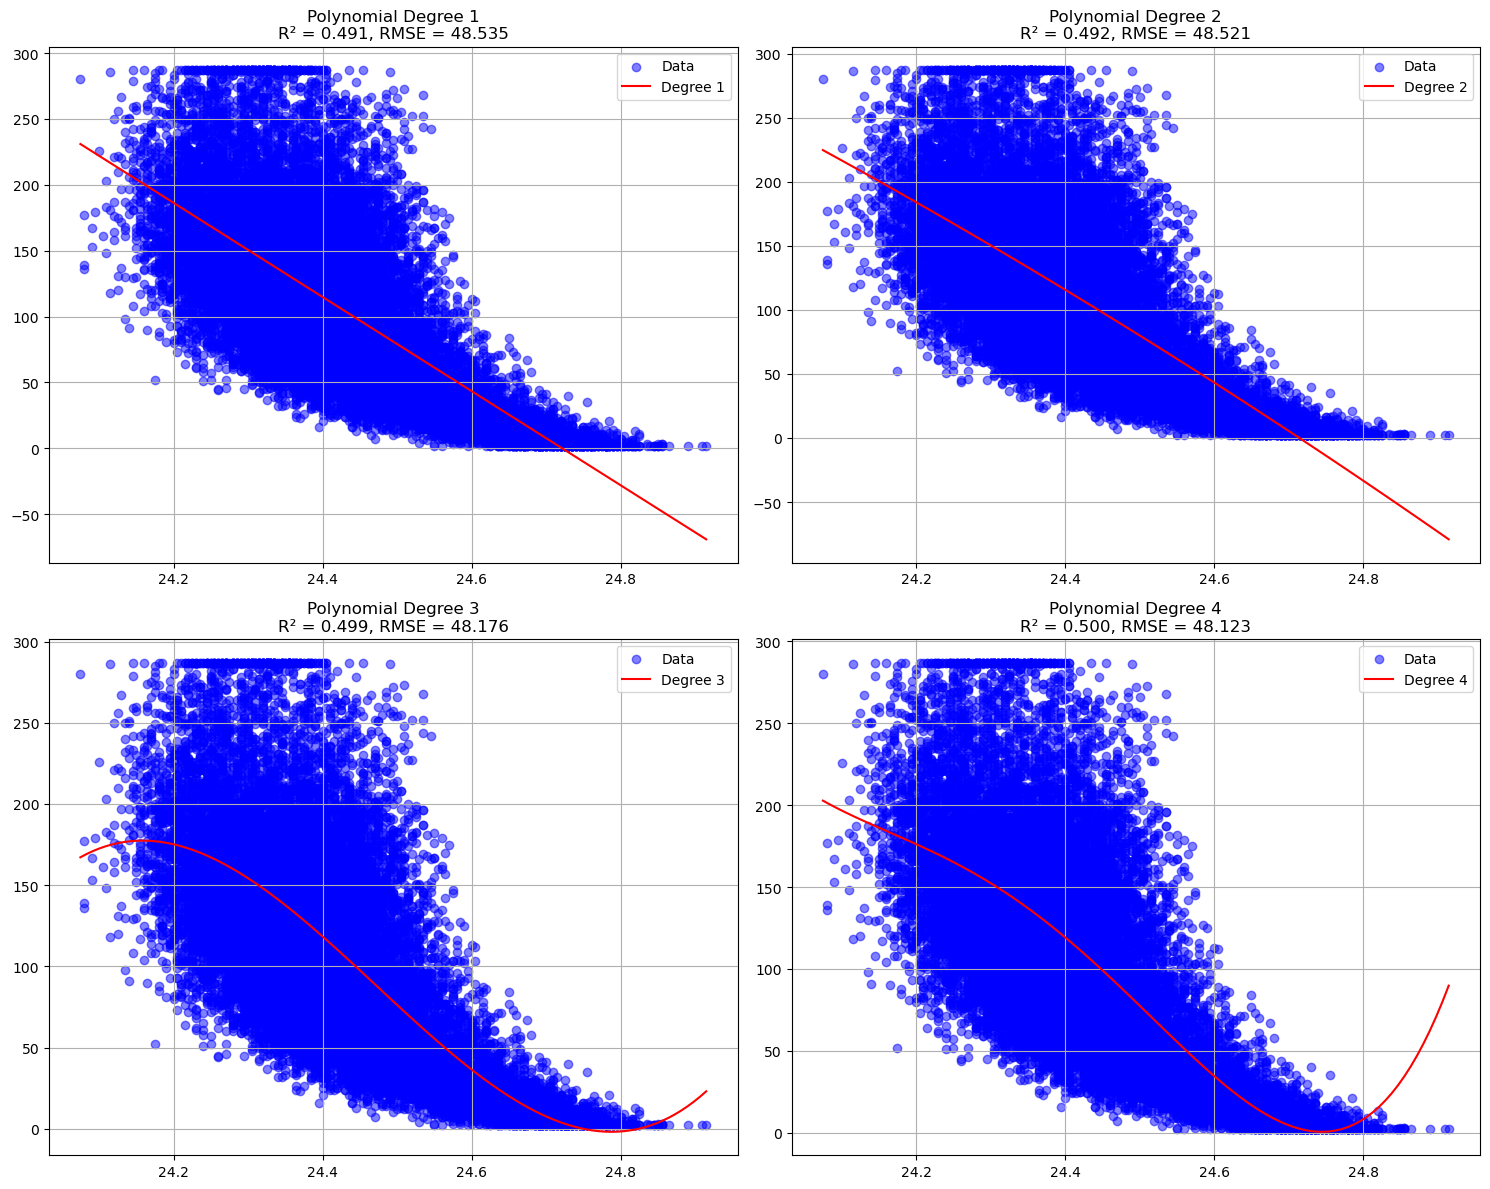 Polynomial Degree 1
R² = 0.491, RMSE = 48.535
300
250
200
150
100
50
0
−50
24.2 24.4 24.6 24.8
Data
Degree 1
Polynomial Degree 2
R² = 0.492, RMSE = 48.521
300
250
200
150
100
50
0
−50
24.2 24.4 24.6 24.8
Data
Degree 2
Polynomial Degree 3
R² = 0.499, RMSE = 48.176
300
250
200
150
100
50
0
24.2 24.4 24.6 24.8
Data
Degree 3
Polynomial Degree 4
R² = 0.500, RMSE = 48.123
300
250
200
150
100
50
0
24.2 24.4 24.6 24.8
Data
Degree 4